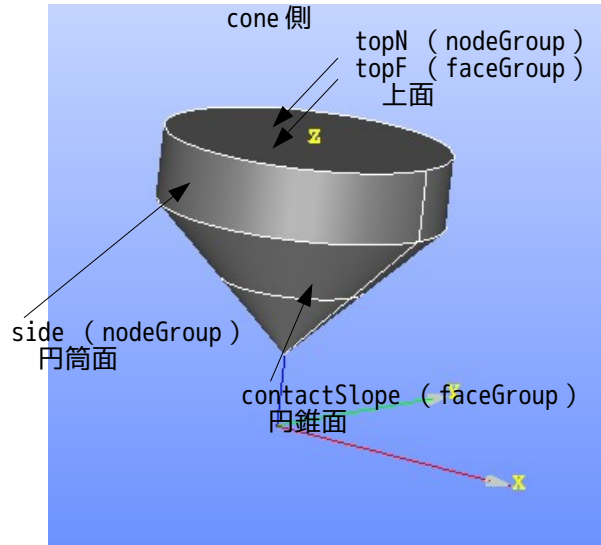 cone 側
topN （nodeGroup）
topF （faceGroup）
上面
Z
side （nodeGroup）
円筒面
contactSlope （faceGroup）
円錐面
Y
X